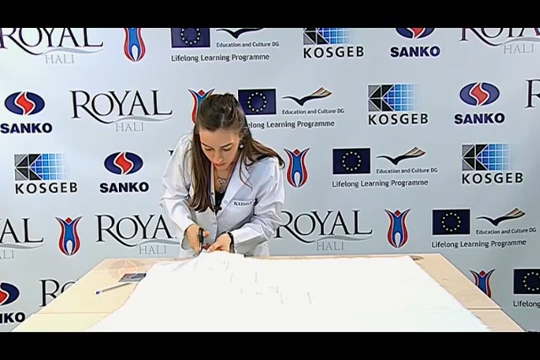 ROYAL
HALI
Education and Culture DG
Lifelong Learning Programme
KOSGEB
SANKO
ROYAL
HALI
SANKO
ROYAL
HALI
Education and Culture DG
Lifelong Learning Programme
KOSGEB
SANKO
KOSGEB
SANKO
Education and Culture DG
Lifelong Learning Programme
KOSGEB
ROYAL
HALI
ROYAL
HALI
Education and Culture DG
Lifelong Learning Programme